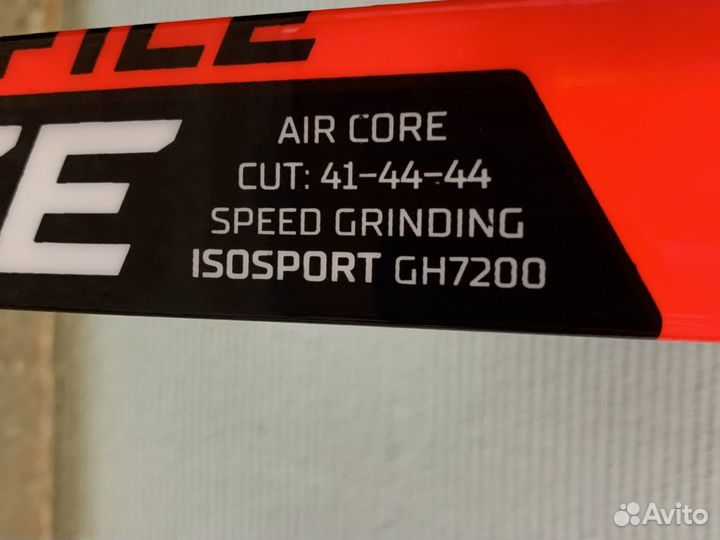 AIR CORE
CUT: 41-44-44
SPEED GRINDING
ISOSPORT GH7200
Avito